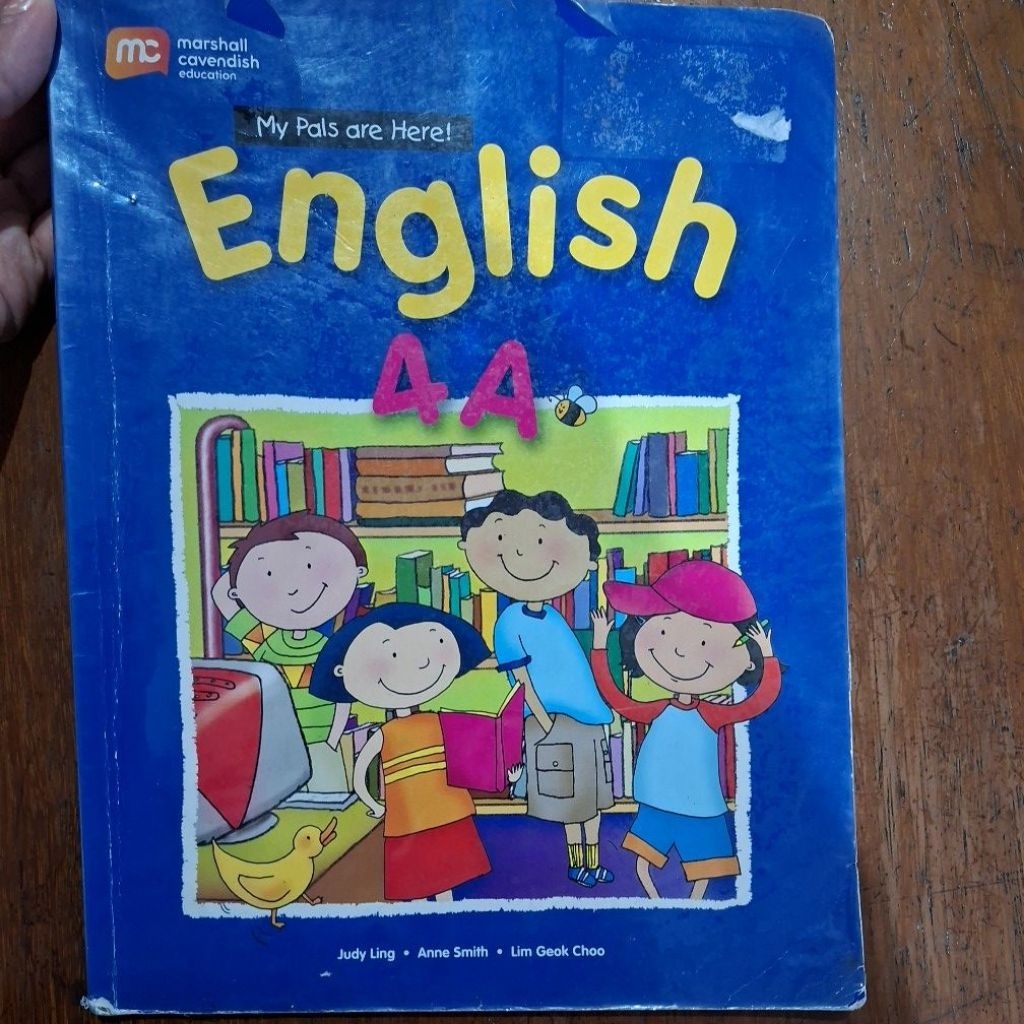 mc
marshall
cavendish
education
My Pals are Here!
English
4A
Judy Ling • Anne Smith • Lim Geok Choo